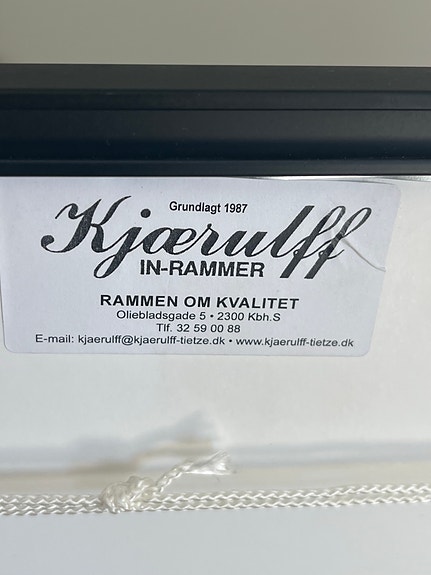 Grundlagt 1987
Kjærulff
IN-RAMMER
RAMMEN OM KVALITET
Oliebladsgade 5 • 2300 Kbh.S
Tlf. 32 59 00 88
E-mail: kjaerulff@kjaerulff-tietze.dk • www.kjaerulff-tietze.dk